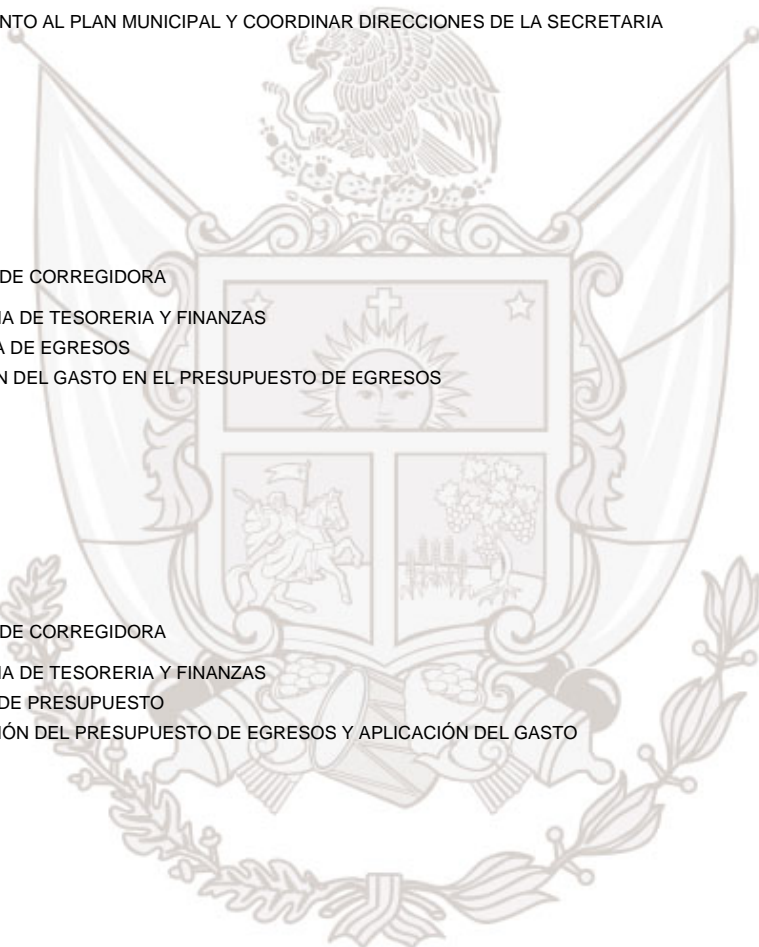 NTO AL PLAN MUNICIPAL Y COORDINAR DIRECCIONES DE LA SECRETARIA
DE CORREGIDORA
IA DE TESORERIA Y FINANZAS
A DE EGRESOS
N DEL GASTO EN EL PRESUPUESTO DE EGRESOS
DE CORREGIDORA
IA DE TESORERIA Y FINANZAS
DE PRESUPUESTO
IÓN DEL PRESUPUESTO DE EGRESOS Y APLICACIÓN DEL GASTO